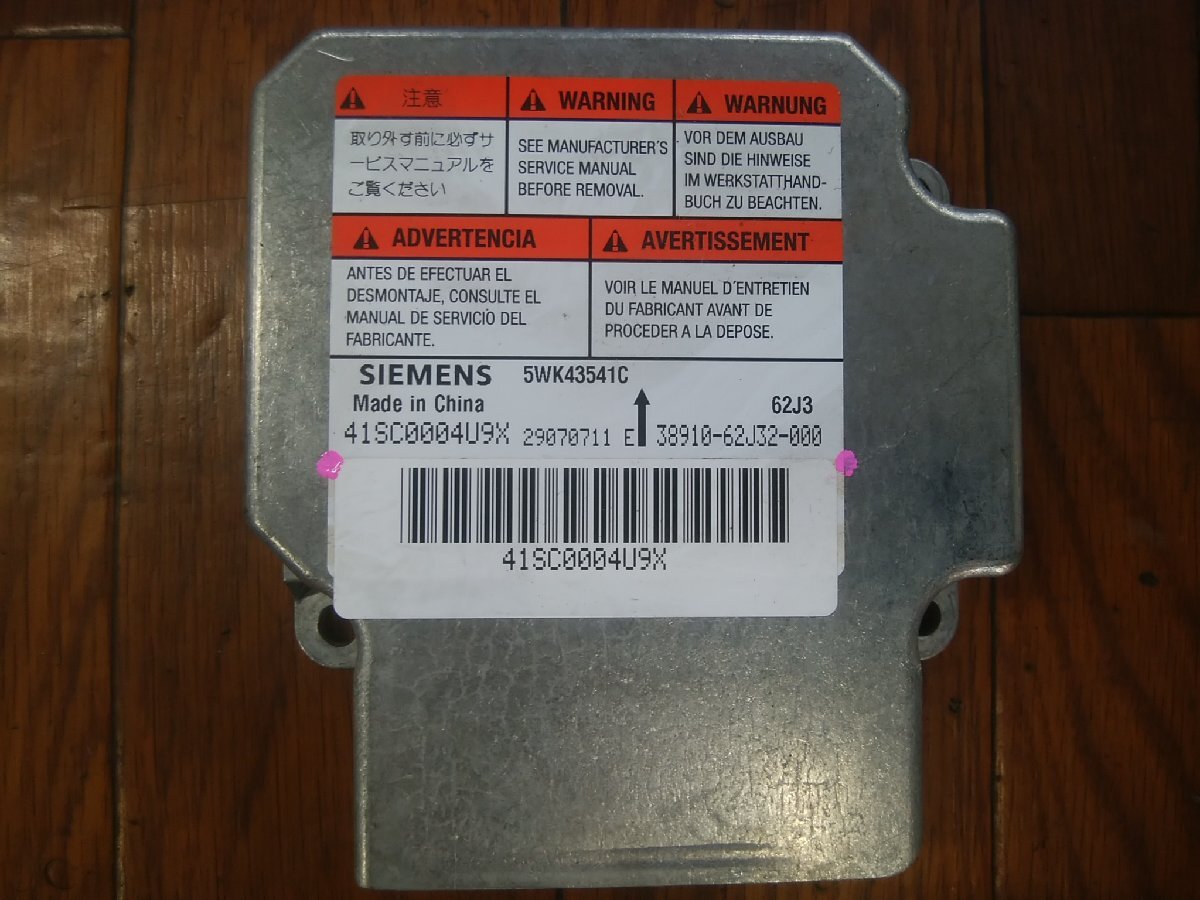 注意
取り外す前に必ずサ
ービスマニュアルを
ご覧ください
WARNING
SEE MANUFACTURER'S
SERVICE MANUAL
BEFORE REMOVAL.
WARNUNG
VOR DEM AUSBAU
SIND DIE HINWEISE
IM WERKSTATTHAND-
BUCH ZU BEACHTEN.
ADVERTENCIA
ANTES DE EFECTUAR EL
DESMONTAJE, CONSULTE EL
MANUAL DE SERVICIO DEL
FABRICANTE.
AVERTISSEMENT
VOIR LE MANUEL D'ENTRETIEN
DU FABRICANT AVANT DE
PROCEDER A LA DEPOSE.
SIEMENS 5WK43541C
Made in China 62J3
41SC0004U9X 29070711 E 38910-62J32-000
41SC0004U9X